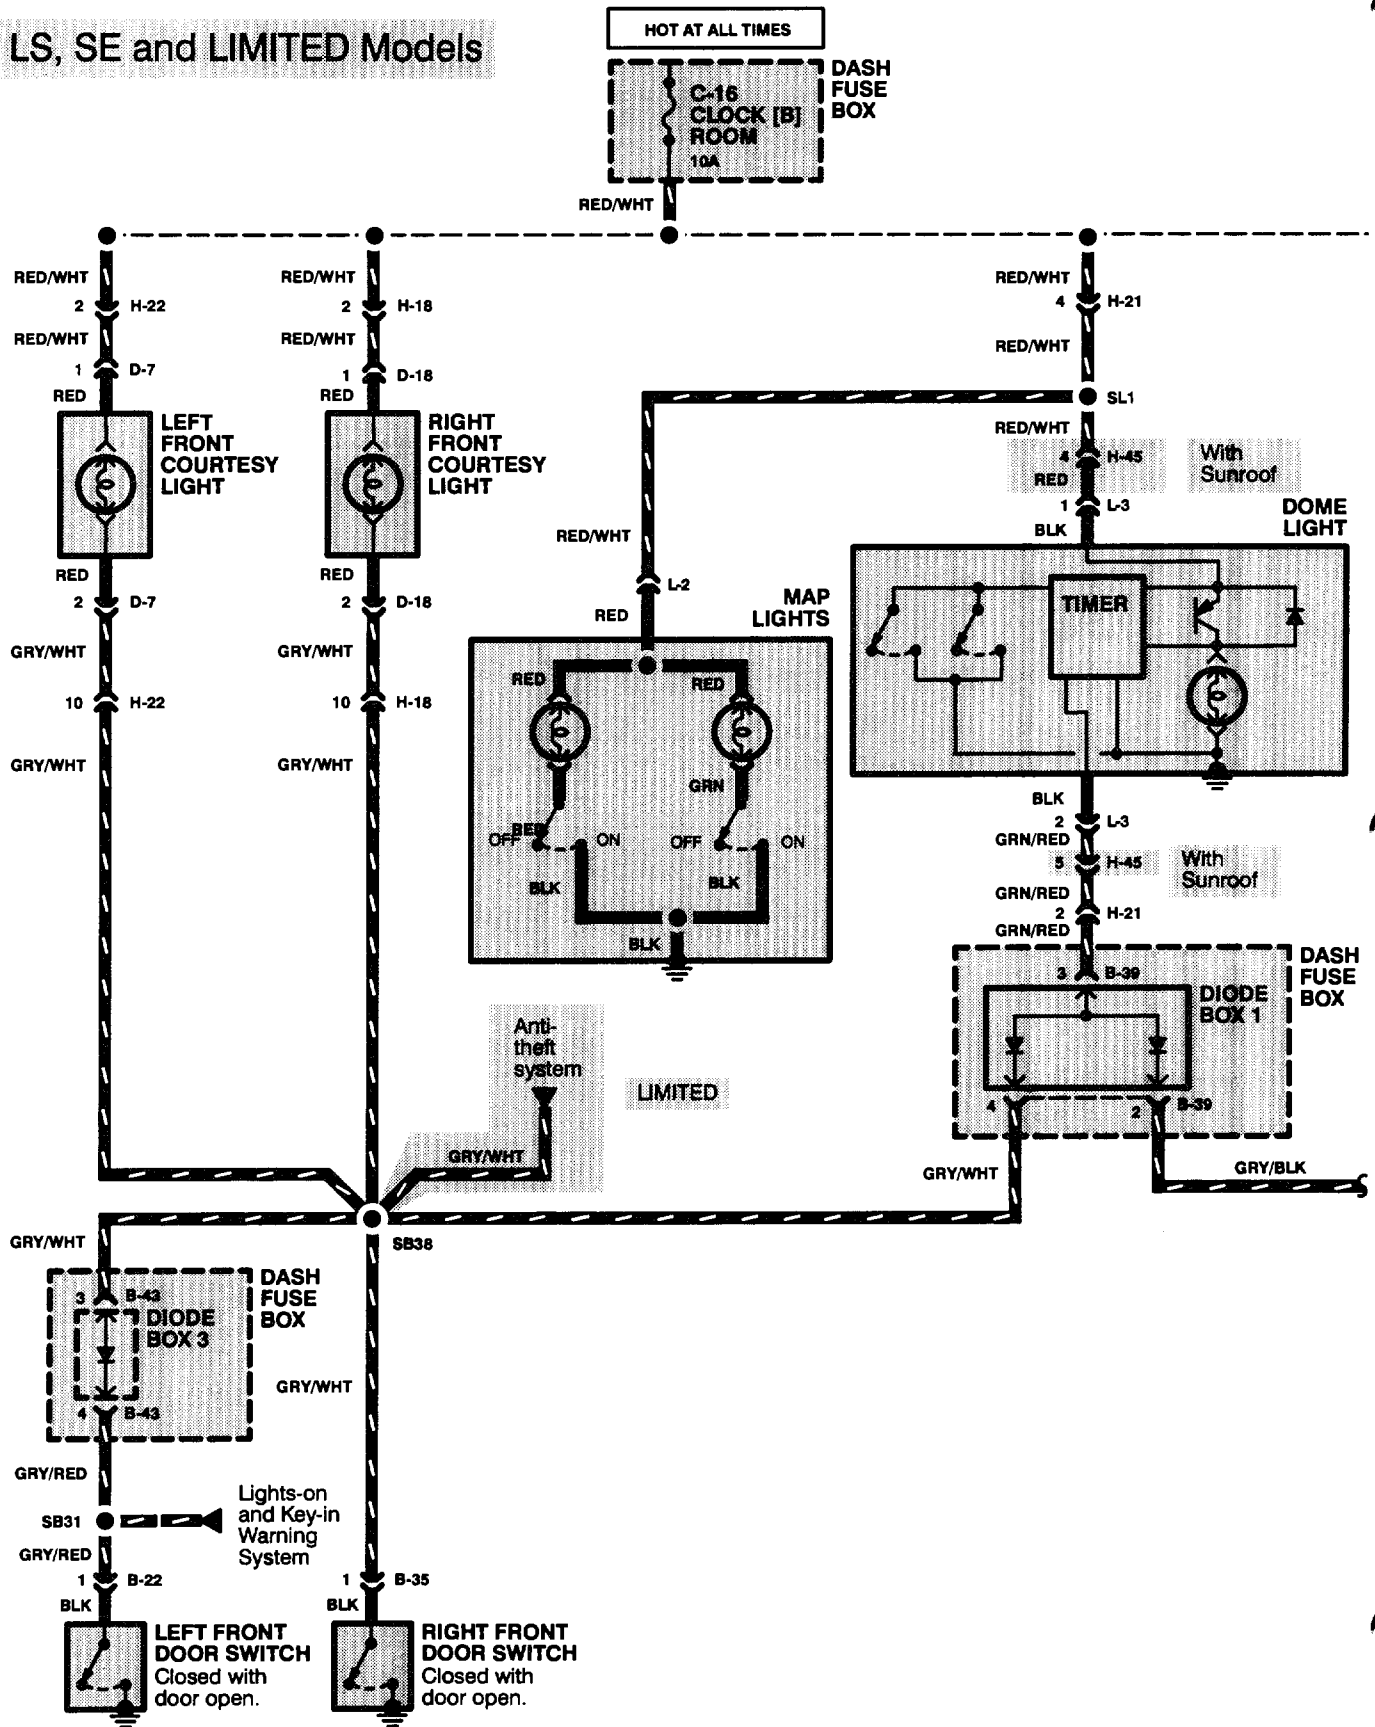 LS, SE and LIMITED Models
HOT AT ALL TIMES
DASH
FUSE
BOX
C-16
CLOCK [B]
ROOM
10A
RED/WHT
RED/WHT
2 H-22
RED/WHT
1 D-7
RED
LEFT
FRONT
COURTESY
LIGHT
RED
2 D-7
GRY/WHT
10 H-22
GRY/WHT
RED/WHT
2 H-18
RED/WHT
1 D-18
RED
RIGHT
FRONT
COURTESY
LIGHT
RED
2 D-18
GRY/WHT
10 H-18
GRY/WHT
RED/WHT
4 H-21
RED/WHT
SL1
RED/WHT
4 H-45
With
Sunroof
RED
1 L-3
BLK
DOME
LIGHT
TIMER
RED/WHT
L-2
RED
MAP
LIGHTS
RED
RED
GRN
RED
OFF
ON
OFF
ON
BLK
BLK
BLK
BLK
2 L-3
GRN/RED
5 H-45
With
Sunroof
GRN/RED
2 H-21
GRN/RED
DASH
FUSE
BOX
3 B-39
DIODE
BOX 1
4
2 B-39
GRY/WHT
GRY/BLK
Anti-
theft
system
LIMITED
GRY/WHT
SB38
GRY/WHT
DASH
FUSE
BOX
3 B-43
DIODE
BOX 3
4 B-43
GRY/RED
SB31
Lights-on
and Key-in
Warning
System
GRY/RED
1 B-22
BLK
LEFT FRONT
DOOR SWITCH
Closed with
door open.
GRY/WHT
1 B-35
BLK
RIGHT FRONT
DOOR SWITCH
Closed with
door open.